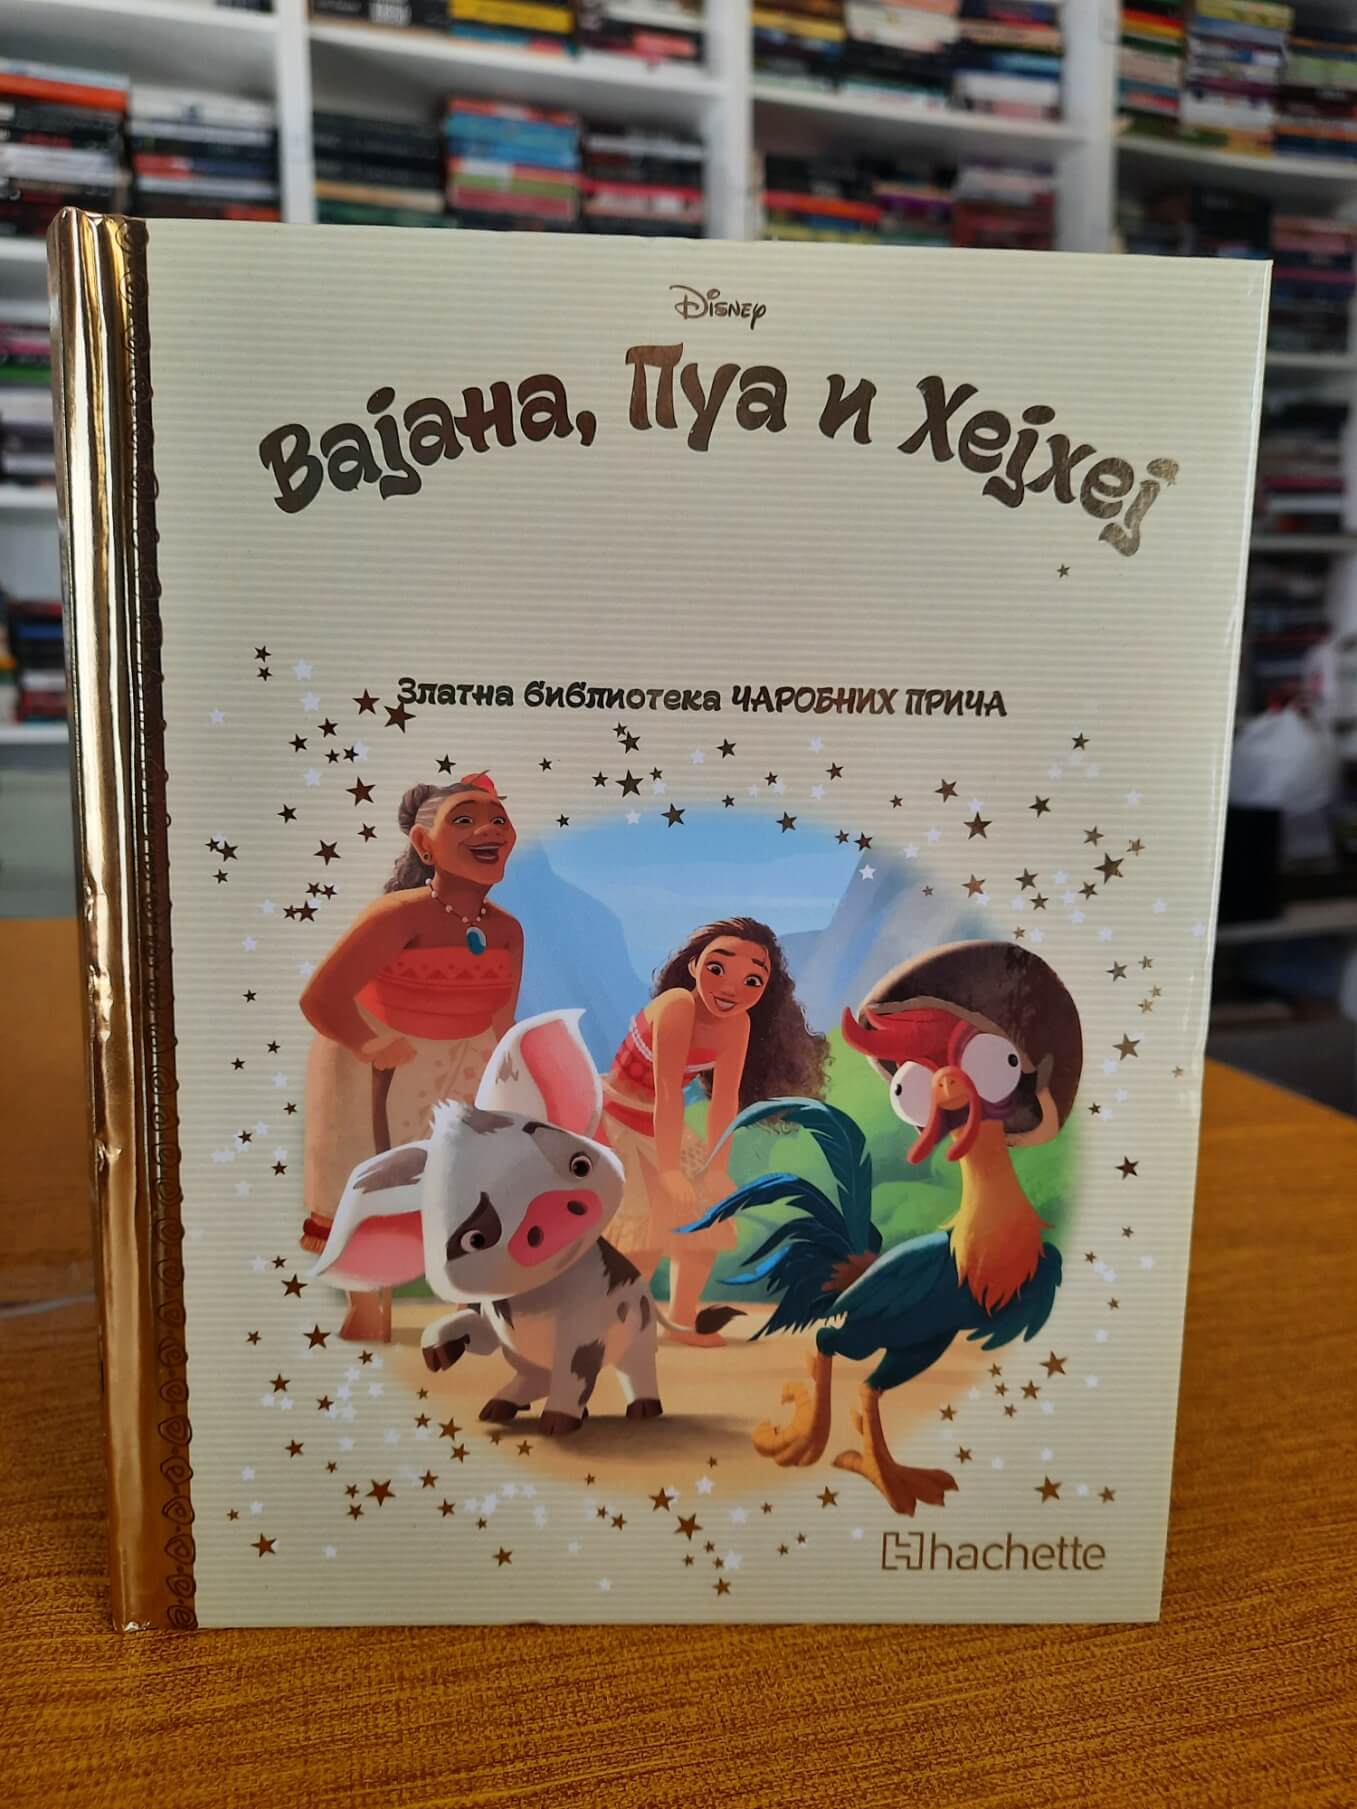 Disney
Вајана, Пуа и Хејхеј
Златна библиотека ЧАРОБНИХ ПРИЧА
hachette